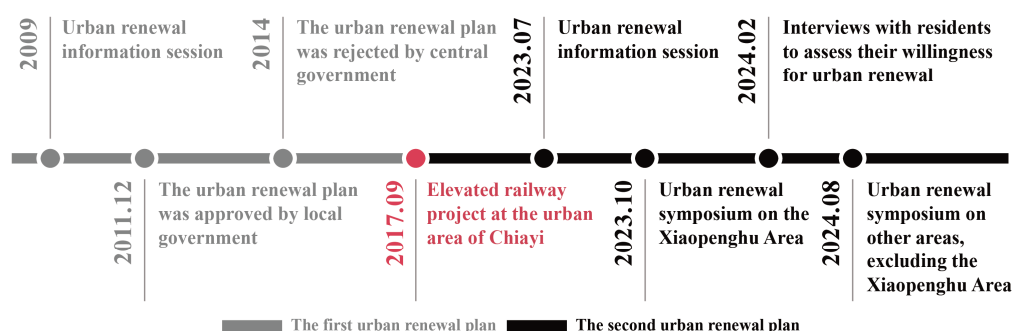 2009
Urban renewal
information session
2011.12
The urban renewal plan
was approved by local
government
2014
The urban renewal plan
was rejected by central
government
2017.09
Elevated railway
project at the urban
area of Chiayi
2023.07
Urban renewal
information session
2023.10
Urban renewal
symposium on the
Xiaopenghu Area
2024.02
Interviews with residents
to assess their willingness
for urban renewal
2024.08
Urban renewal
symposium on
other areas,
excluding the
Xiaopenghu Area
The first urban renewal plan
The second urban renewal plan